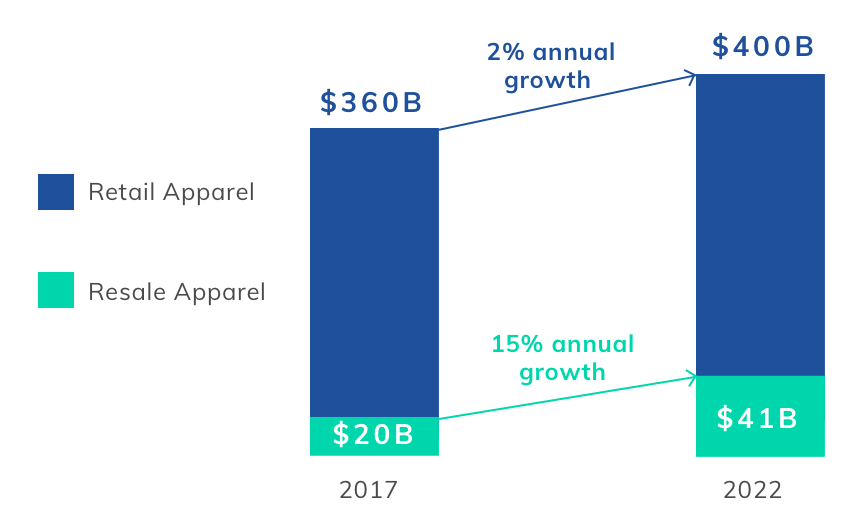 $400B
2% annual
growth
$360B
Retail Apparel
Resale Apparel
15% annual
growth
$41B
$20B
2017
2022